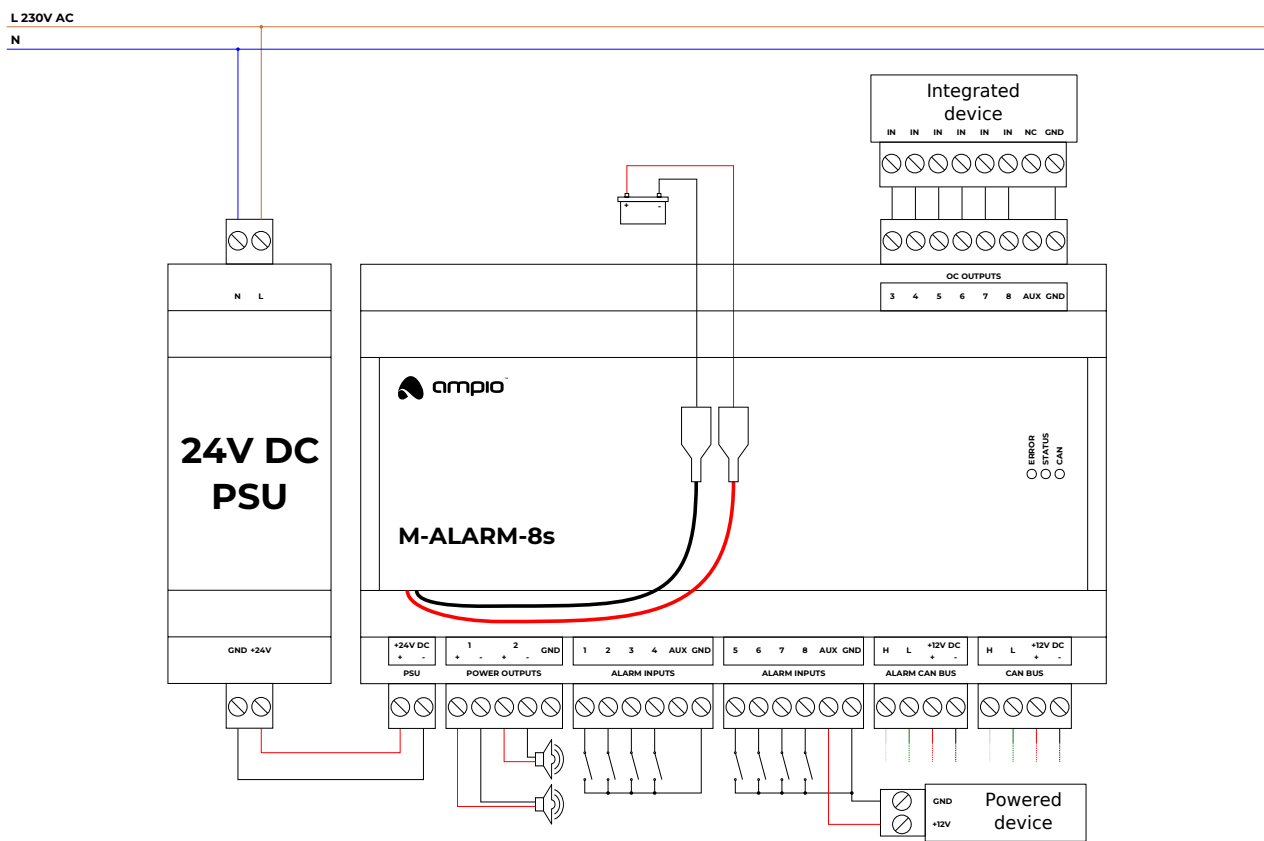 L 230V AC
N
Integrated
device
IN IN IN IN IN IN NC GND
OC OUTPUTS
3 4 5 6 7 8 AUX GND
N L
ampio™
24V DC
PSU
ERROR
STATUS
CAN
M-ALARM-8s
GND +24V
+24V DC
+ -
PSU
1 2
+ - + - GND
POWER OUTPUTS
1 2 3 4 AUX GND
ALARM INPUTS
5 6 7 8 AUX GND
ALARM INPUTS
H L +12V DC
+ -
ALARM CAN BUS
H L +12V DC
+ -
CAN BUS
+ -
GND
+12V
Powered
device